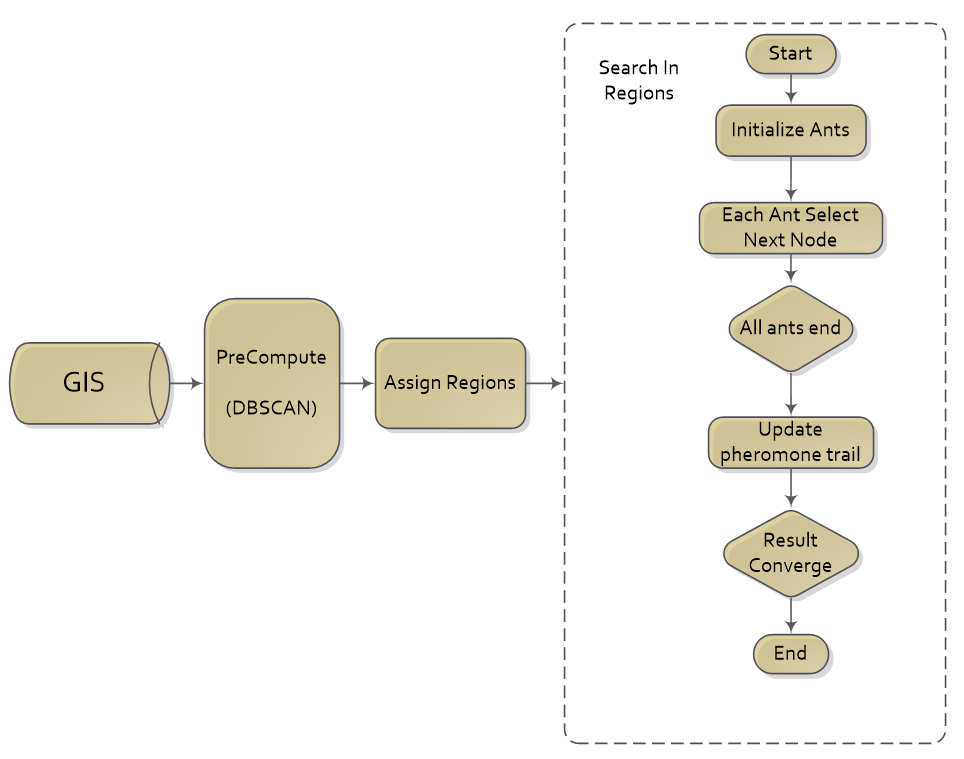 GIS
PreCompute
(DBSCAN)
Assign Regions
Search In
Regions
Start
Initialize Ants
Each Ant Select
Next Node
All ants end
Update
pheromone trail
Result
Converge
End